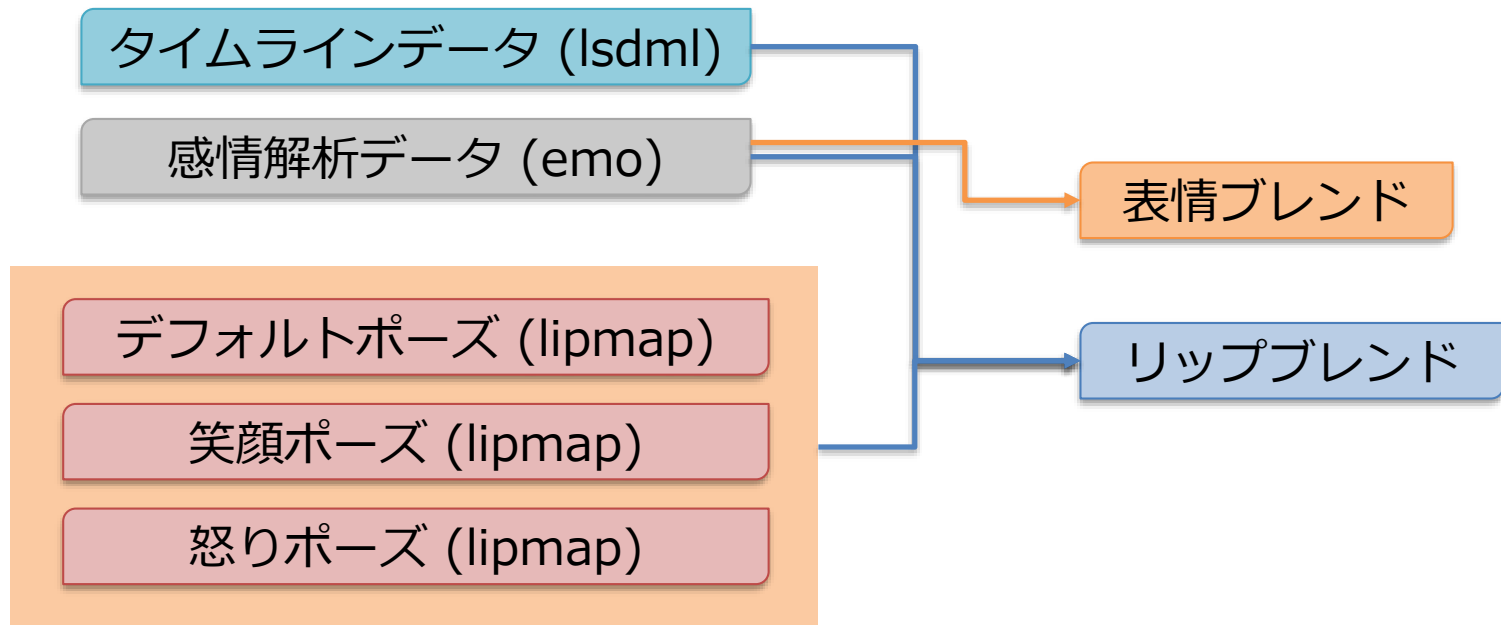 タイムラインデータ (lsdml)
感情解析データ (emo)
表情ブレンド
デフォルトポーズ (lipmap)
リップブレンド
笑顔ポーズ (lipmap)
怒りポーズ (lipmap)